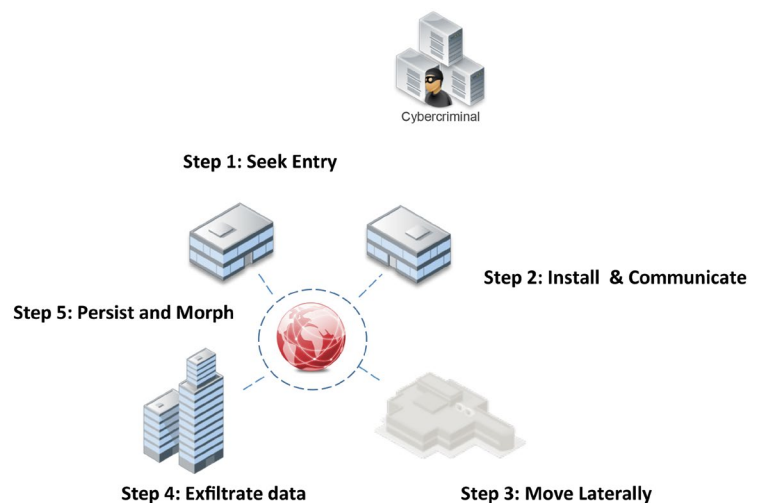 Cybercriminal
Step 1: Seek Entry
Step 2: Install & Communicate
Step 5: Persist and Morph
Step 4: Exfiltrate data
Step 3: Move Laterally